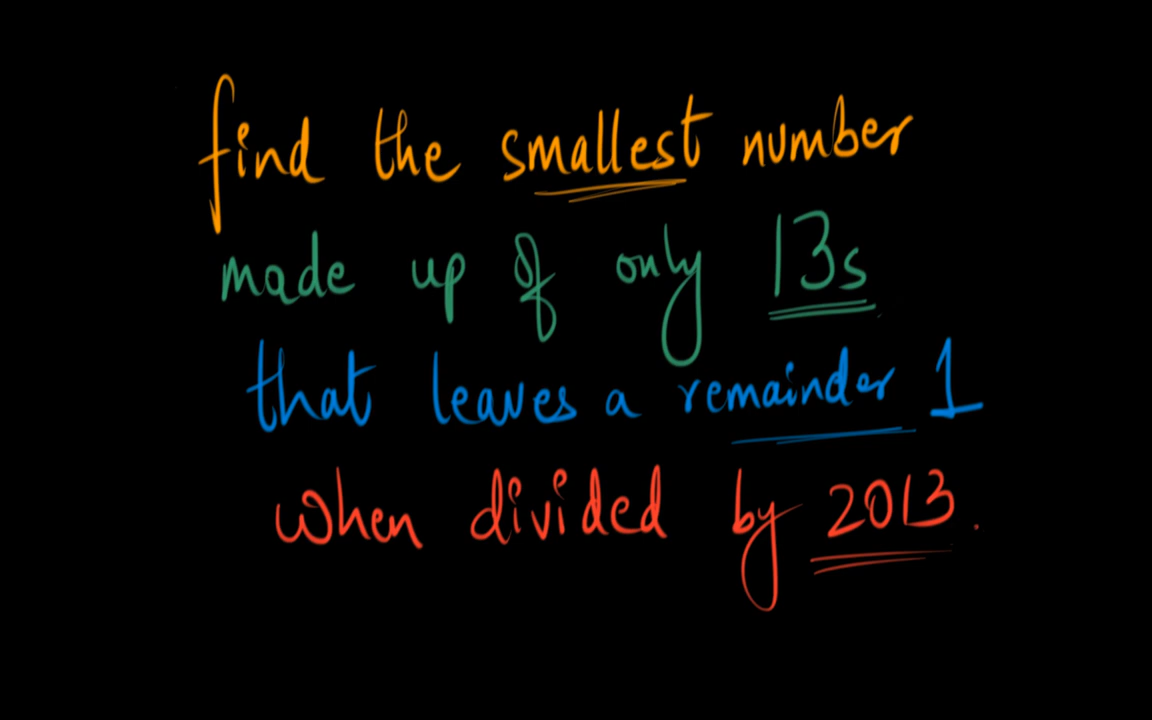 find the smallest number
made up of only 13s
that leaves a remainder 1
when divided by 2013.